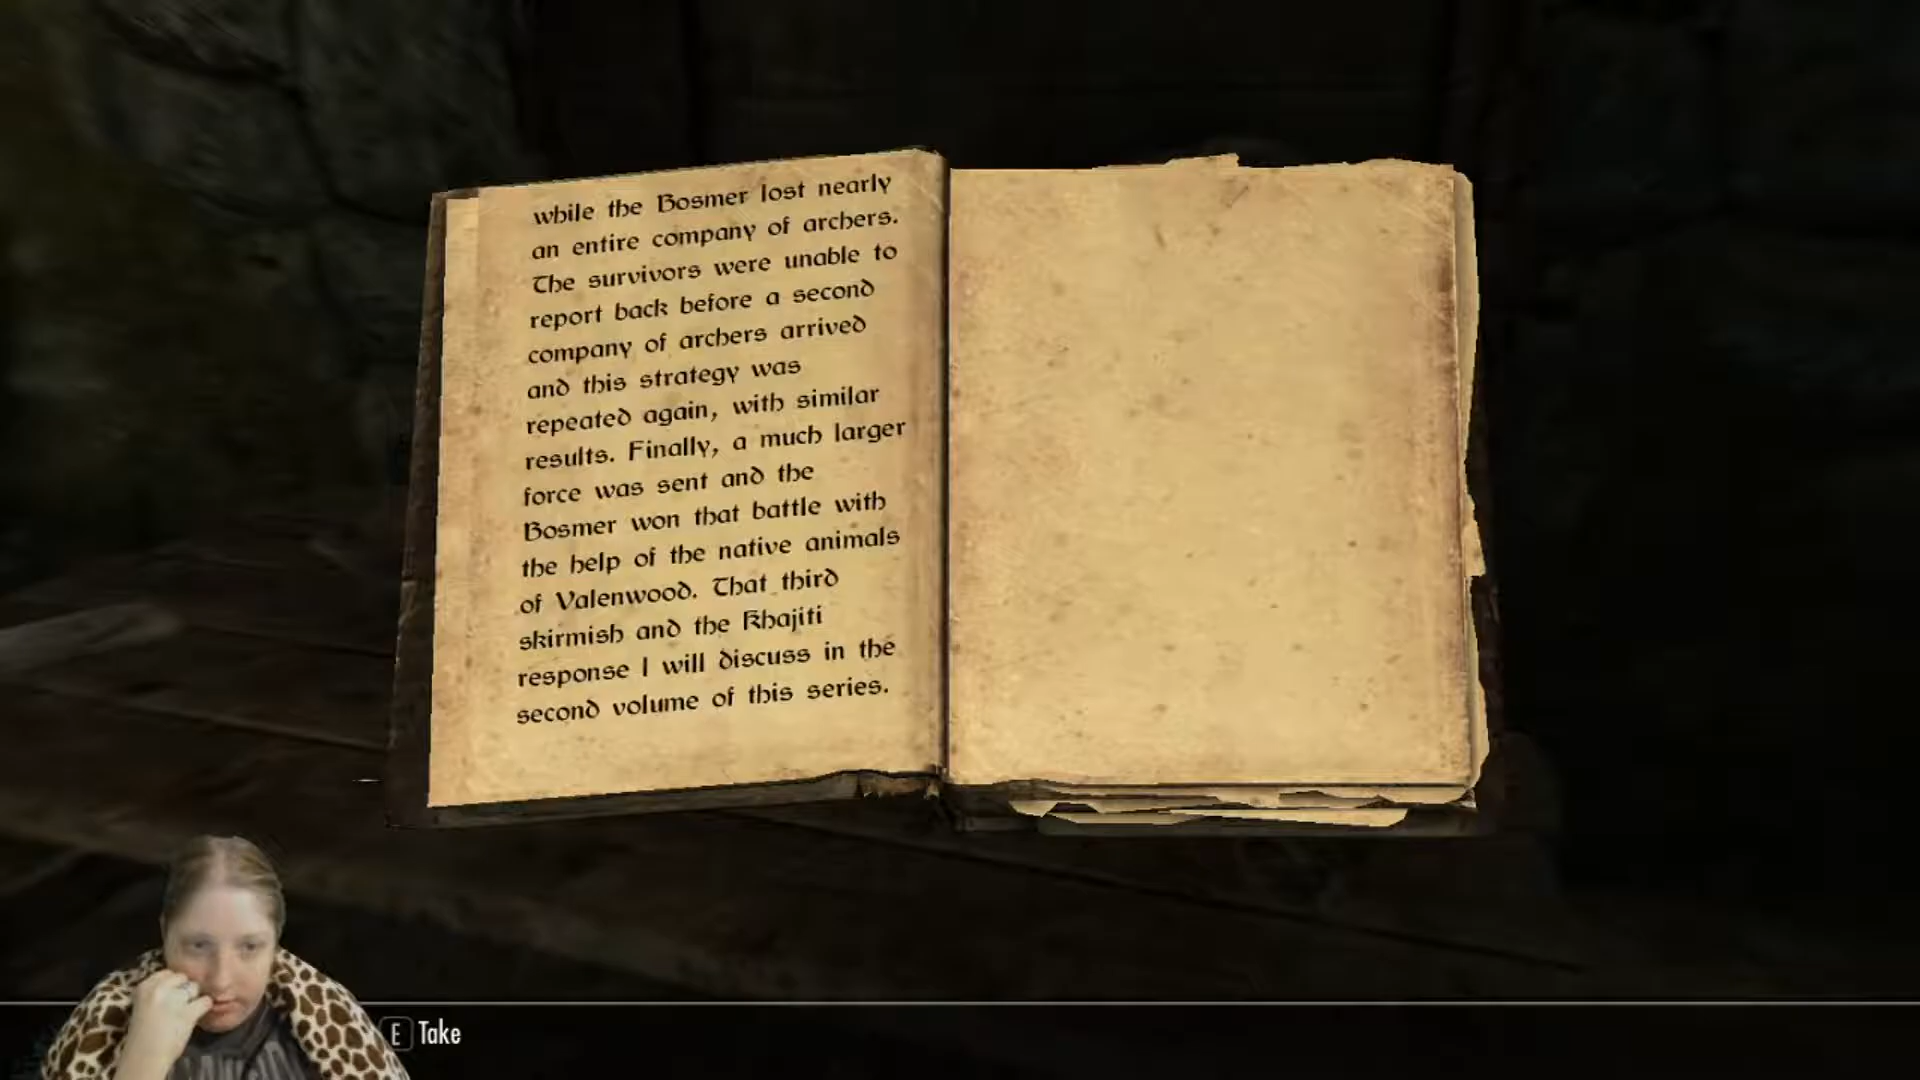 while the Bosmer lost nearly
an entire company of archers.
The survivors were unable to
report back before a second
company of archers arrived
and this strategy was
repeated again, with similar
results. Finally, a much larger
force was sent and the
Bosmer won that battle with
the help of the native animals
of Valenwood. That third
skirmish and the Khajiti
response I will discuss in the
second volume of this series.
E Take